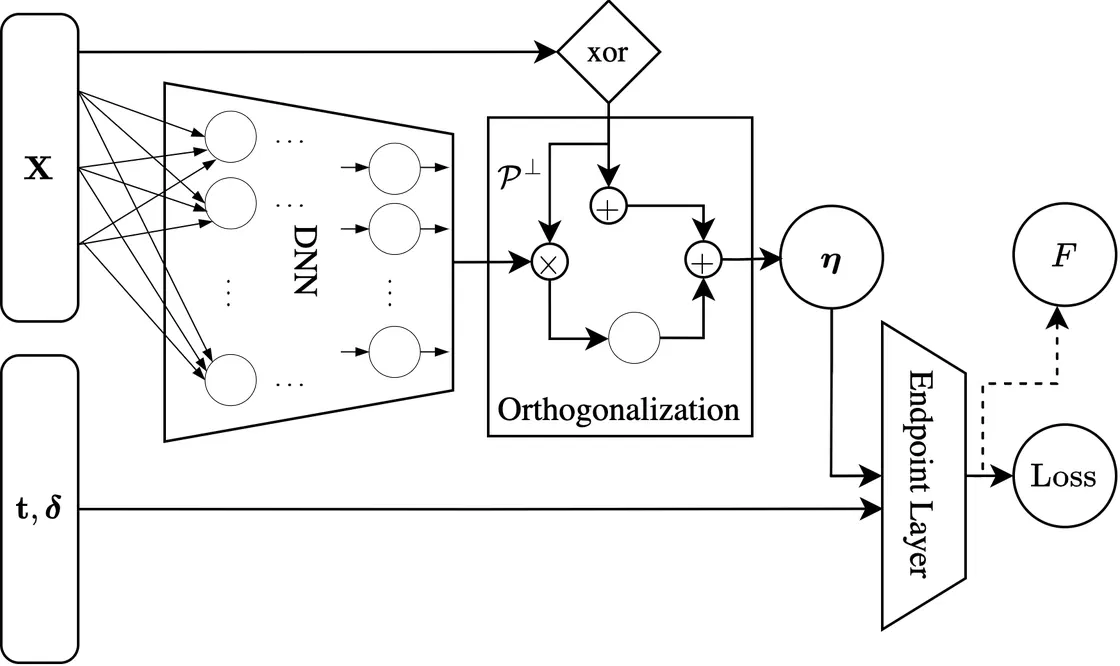 xor
X
...
𝒫⊥
+
...
DNN
×
+
η
F
...
Orthogonalization
Endpoint Layer
Loss
t, δ